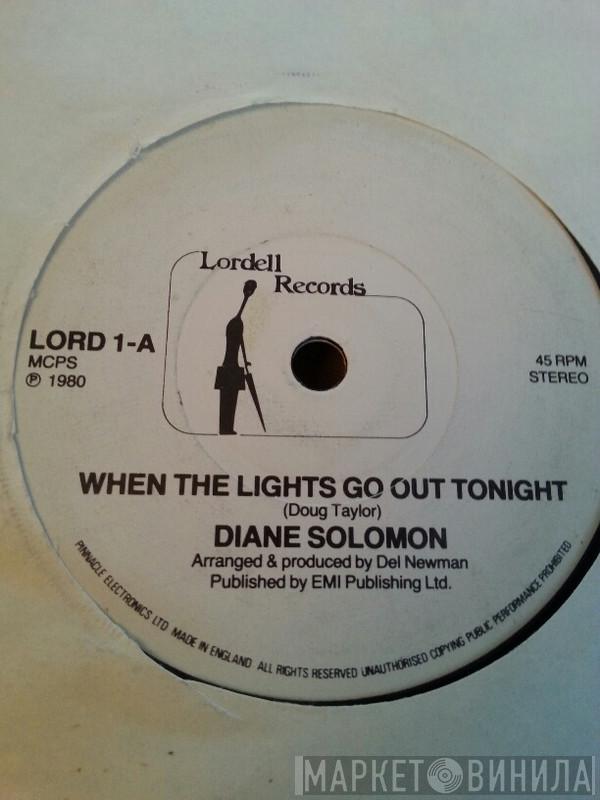 Lordell
Records
LORD 1-A
MCPS
℗ 1980
45 RPM
STEREO
WHEN THE LIGHTS GO OUT TONIGHT
(Doug Taylor)
DIANE SOLOMON
Arranged & produced by Del Newman
Published by EMI Publishing Ltd.
PINNACLE ELECTRONICS LTD MADE IN ENGLAND ALL RIGHTS RESERVED UNAUTHORISED COPYING PUBLIC PERFORMANCE PROHIBITED
МАРКЕТ ВИНИЛА